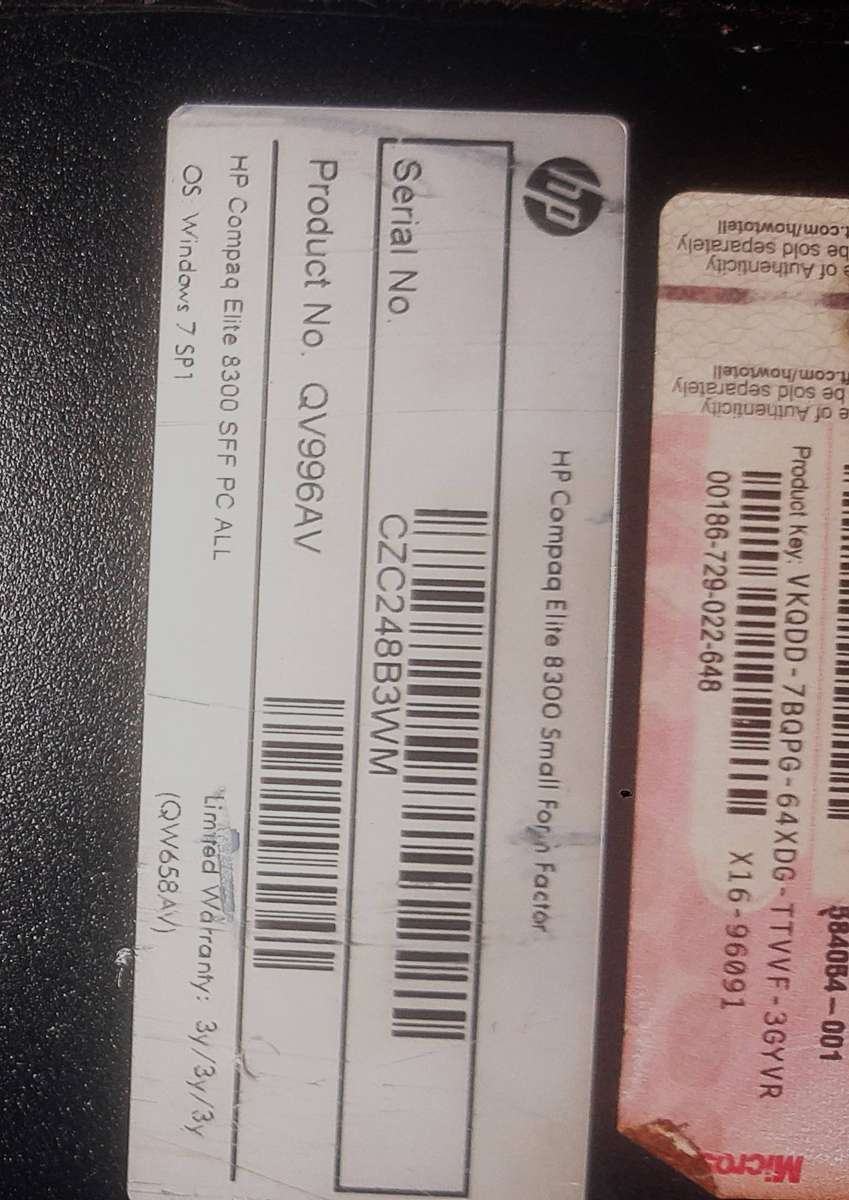 584084-001
Product Key: VKQDD-7BQPG-64XDG-TTVVF-3GYVR
X16-96091
00186-729-022-648
of Authenticity
be sold separately
t.com/howtotell
of Authenticity
be sold separately
t.com/howtotell
Micros
hp
HP Compaq Elite 8300 Small Form Factor
Serial No.
CZC248B3WM
Product No. QV996AV
HP Compaq Elite 8300 SFF PC ALL
Limited Warranty: 3y/3y/3y
OS Windows 7 SP1
(QW658AV)